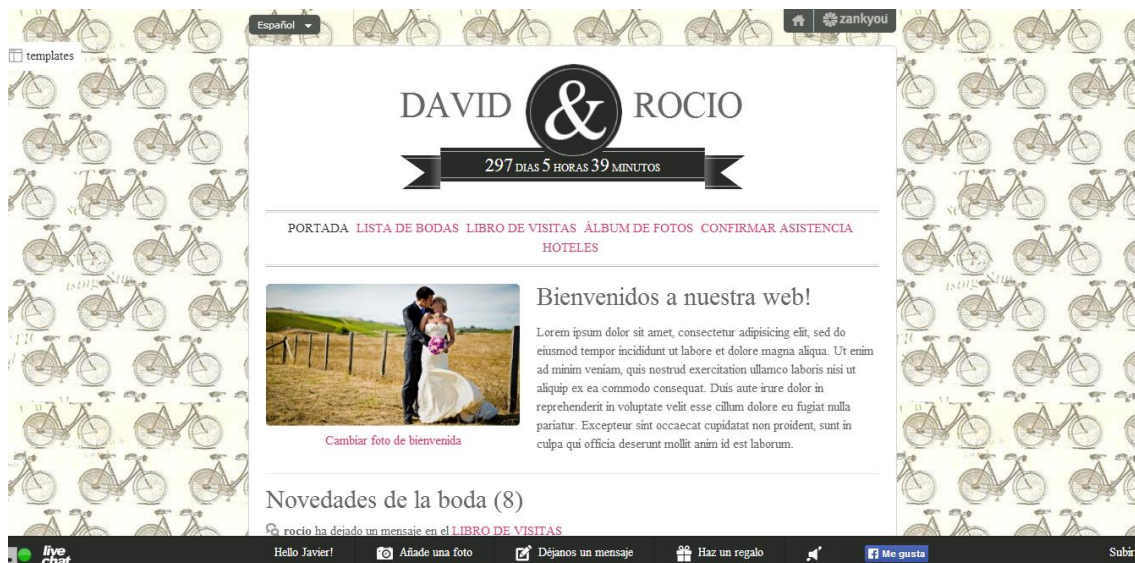 Español
zankyou
templates
DAVID & ROCIO
297 DIAS 5 HORAS 39 MINUTOS
PORTADA LISTA DE BODAS LIBRO DE VISITAS ÁLBUM DE FOTOS CONFIRMAR ASISTENCIA
HOTELES
Bienvenidos a nuestra web!
Lorem ipsum dolor sit amet, consectetur adipisicing elit, sed do
eiusmod tempor incididunt ut labore et dolore magna aliqua. Ut enim
ad minim veniam, quis nostrud exercitation ullamco laboris nisi ut
aliquip ex ea commodo consequat. Duis aute irure dolor in
reprehenderit in voluptate velit esse cillum dolore eu fugiat nulla
pariatur. Excepteur sint occaecat cupidatat non proident, sunt in
culpa qui officia deserunt mollit anim id est laborum.
Cambiar foto de bienvenida
Novedades de la boda (8)
rocio ha dejado un mensaje en el LIBRO DE VISITAS
live
chat
Hello Javier!
Añade una foto
Déjanos un mensaje
Haz un regalo
Me gusta
Subir